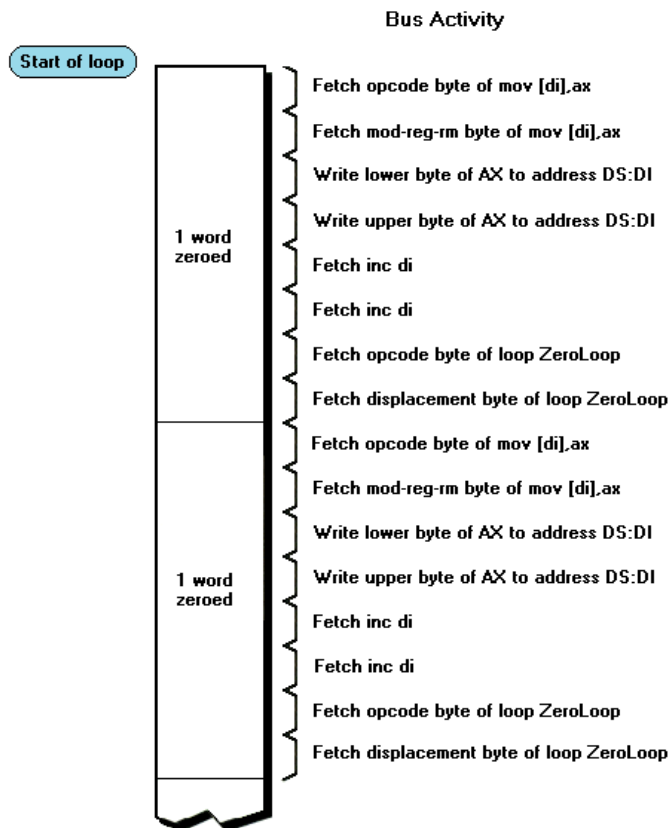 Bus Activity
Start of loop
Fetch opcode byte of mov [di],ax
Fetch mod-reg-rm byte of mov [di],ax
Write lower byte of AX to address DS:DI
Write upper byte of AX to address DS:DI
1 word
zeroed
Fetch inc di
Fetch inc di
Fetch opcode byte of loop ZeroLoop
Fetch displacement byte of loop ZeroLoop
Fetch opcode byte of mov [di],ax
Fetch mod-reg-rm byte of mov [di],ax
Write lower byte of AX to address DS:DI
Write upper byte of AX to address DS:DI
1 word
zeroed
Fetch inc di
Fetch inc di
Fetch opcode byte of loop ZeroLoop
Fetch displacement byte of loop ZeroLoop